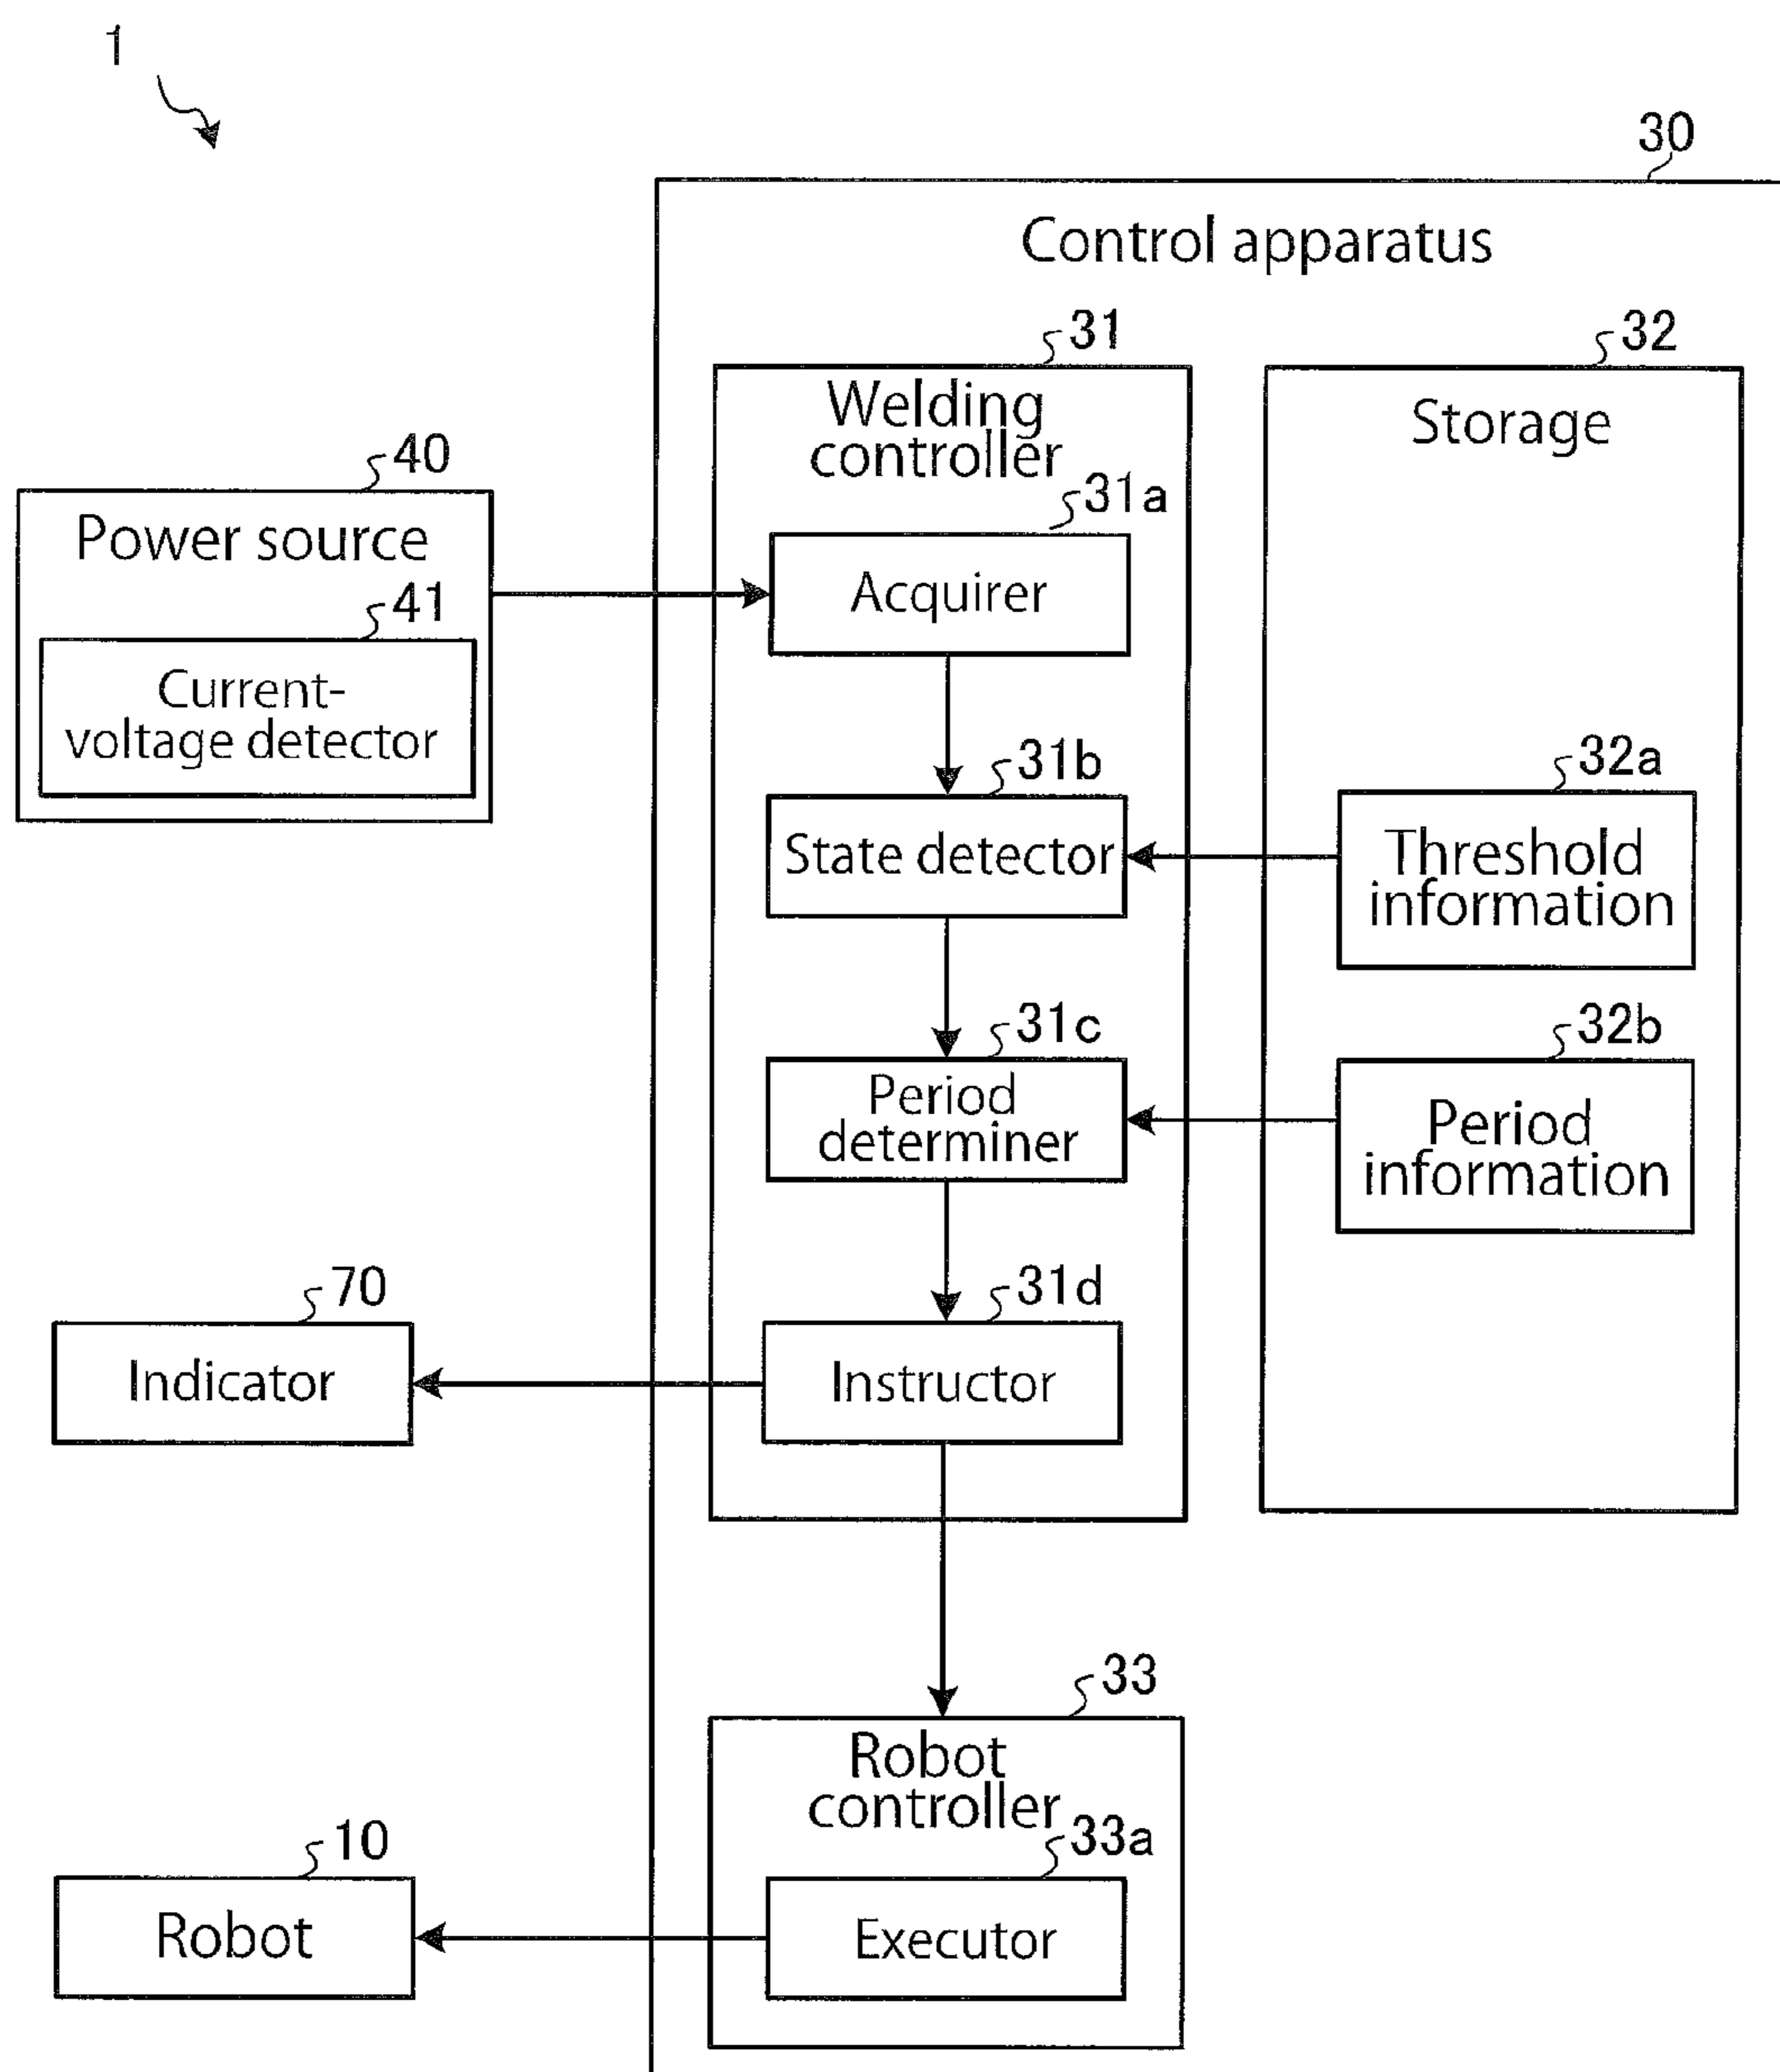 1
30
Control apparatus
31
32
Welding
controller
Storage
40
31a
Power source
Acquirer
41
Current-
voltage detector
31b
32a
State detector
Threshold
information
31c
32b
Period
determiner
Period
information
70
31d
Indicator
Instructor
33
Robot
controller
10
33a
Robot
Executor